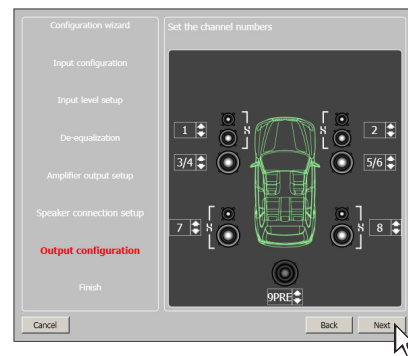 Configuration wizard
Set the channel numbers
Input configuration
Input level setup
De-equalization
Amplifier output setup
Speaker connection setup
Output configuration
Finish
1
2
3/4
5/6
7
8
9PRE
Cancel
Back
Next